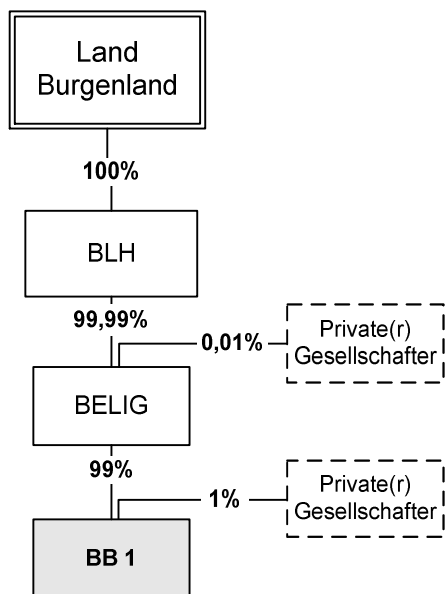 Land
Burgenland
100%
BLH
99,99%
0,01%
Private(r)
Gesellschafter
BELIG
99%
1%
Private(r)
Gesellschafter
BB 1